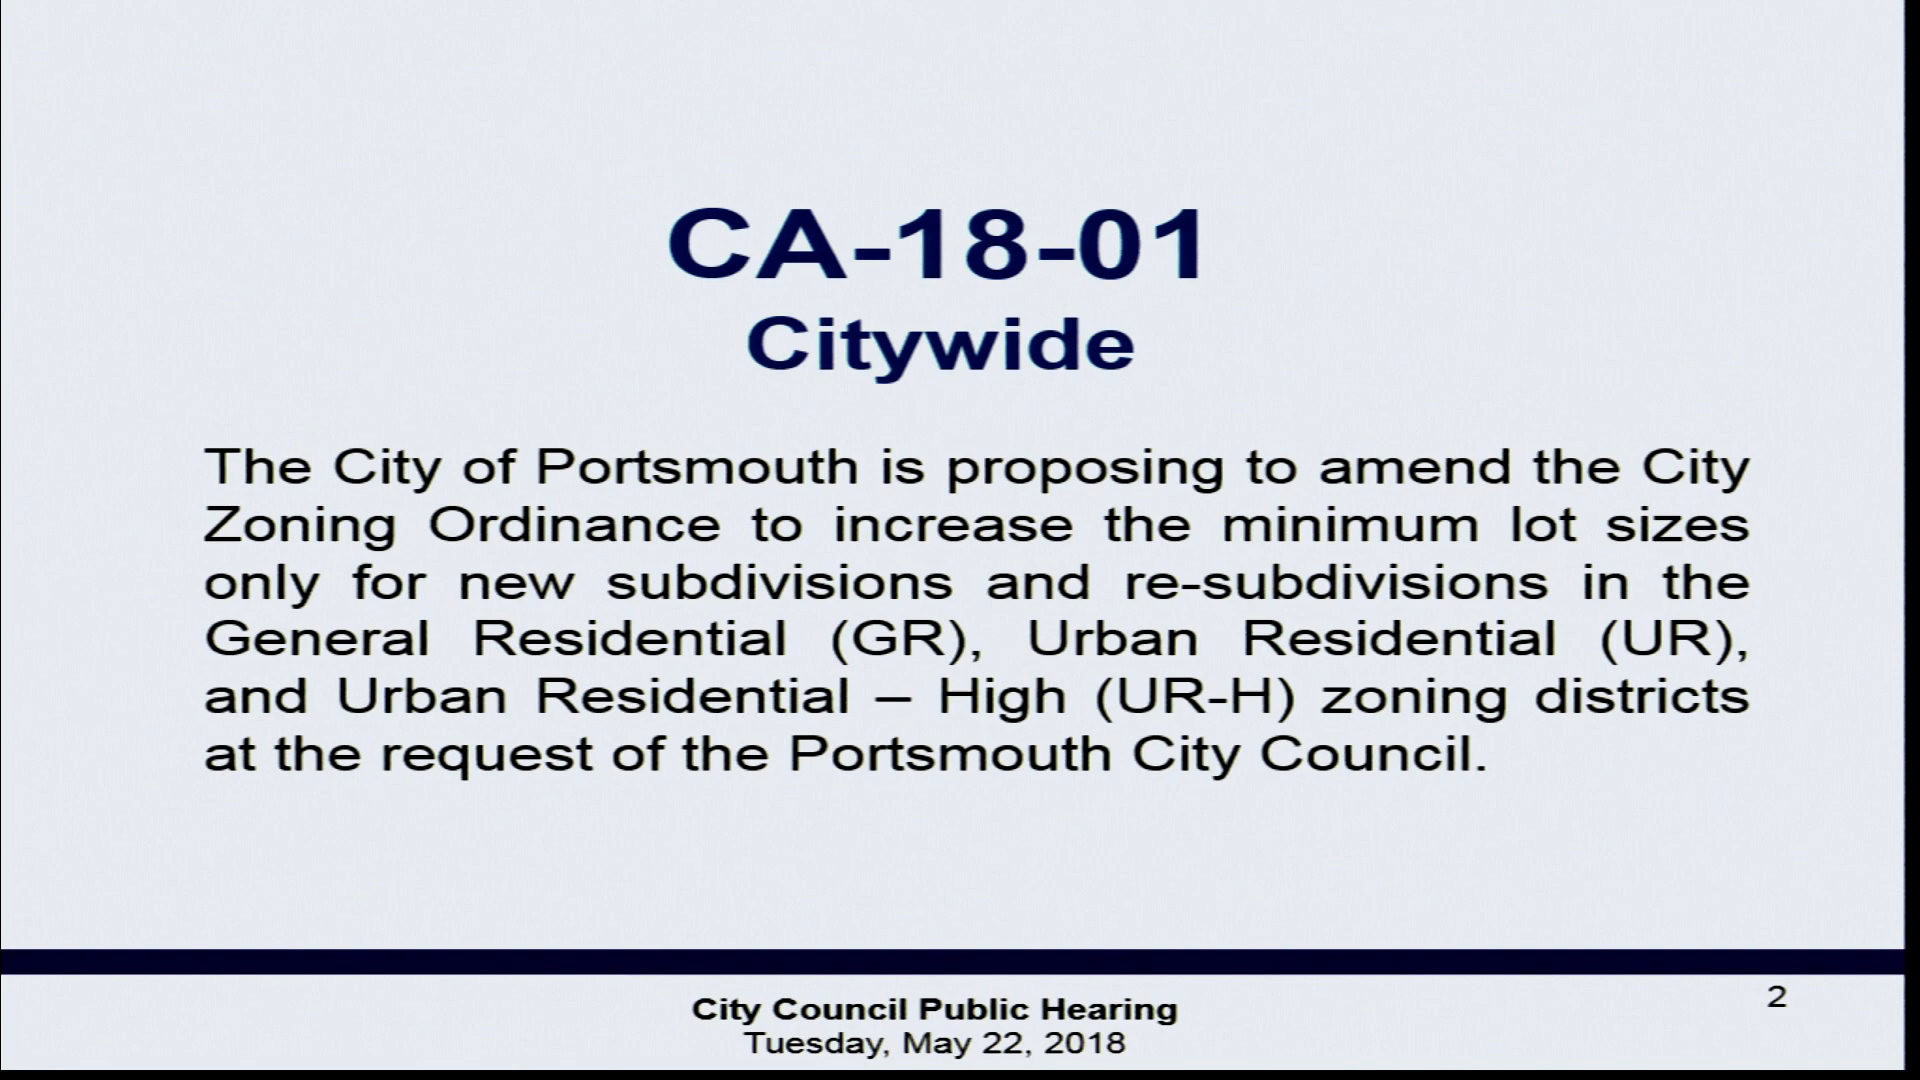 CA-18-01
Citywide
The City of Portsmouth is proposing to amend the City
Zoning Ordinance to increase the minimum lot sizes
only for new subdivisions and re-subdivisions in the
General Residential (GR), Urban Residential (UR),
and Urban Residential – High (UR-H) zoning districts
at the request of the Portsmouth City Council.
City Council Public Hearing
Tuesday, May 22, 2018
2